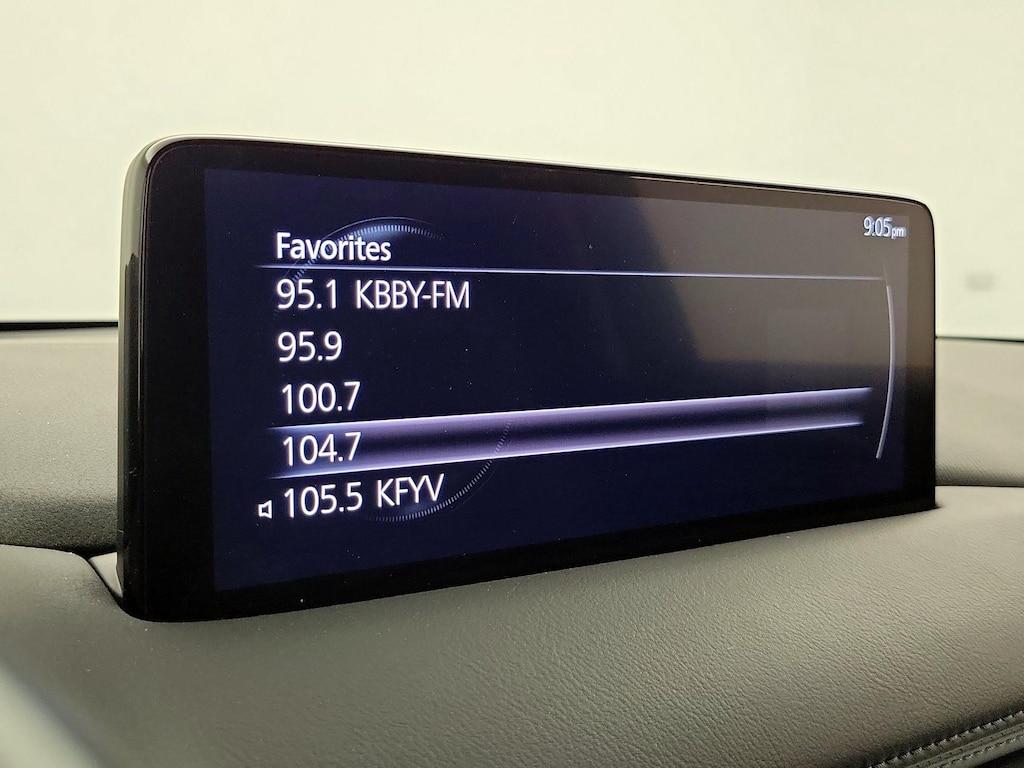 9:05pm
Favorites
95.1 KBBY-FM
95.9
100.7
104.7
105.5 KFYV